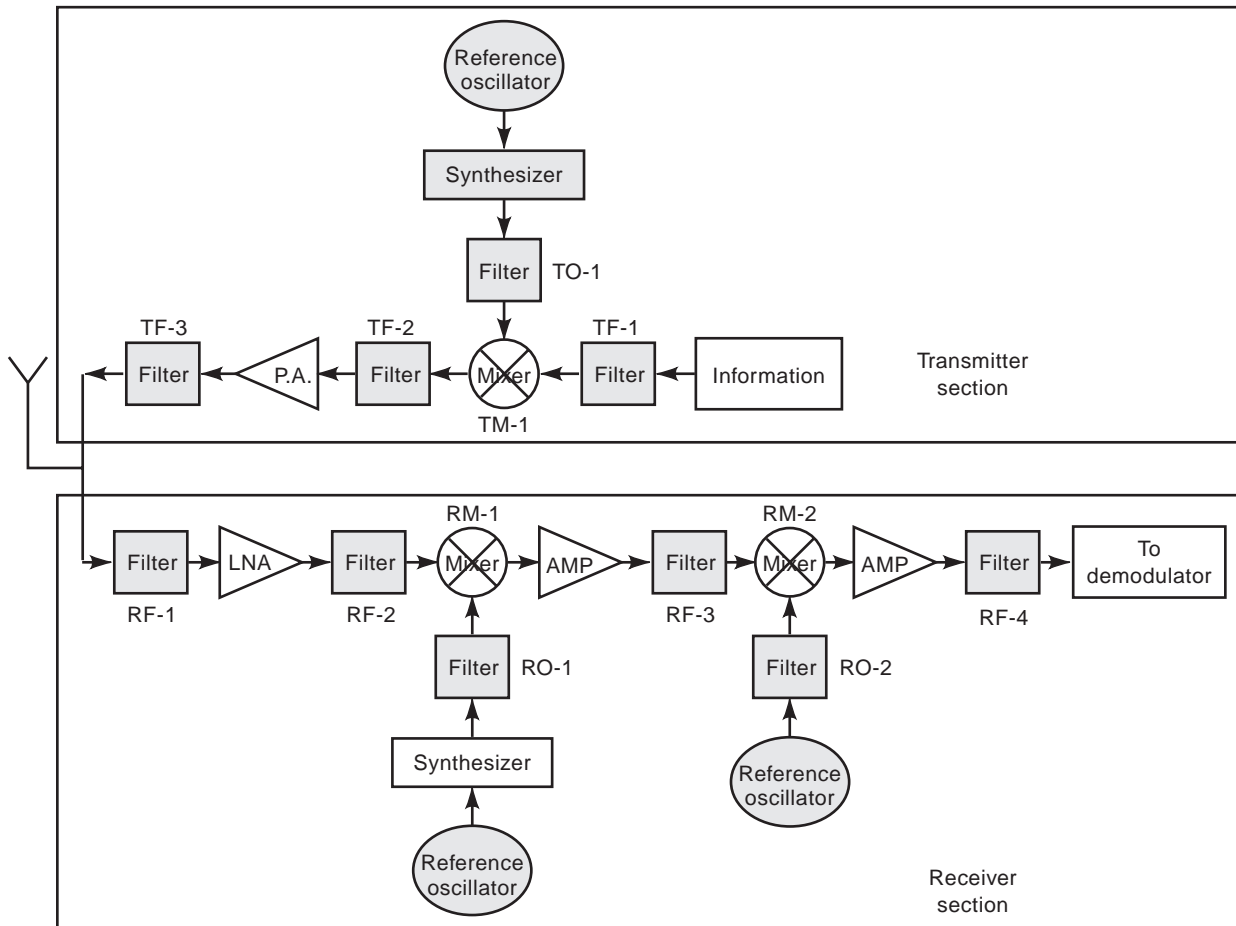 Reference
oscillator
Synthesizer
Filter TO-1
TF-3 TF-2 TF-1
Filter P.A. Filter Mixer Filter Information
TM-1
Transmitter
section
RM-1 RM-2
Filter LNA Filter Mixer AMP Filter Mixer AMP Filter To
demodulator
RF-1 RF-2 RF-3 RF-4
Filter RO-1 Filter RO-2
Synthesizer
Reference
oscillator
Reference
oscillator
Receiver
section